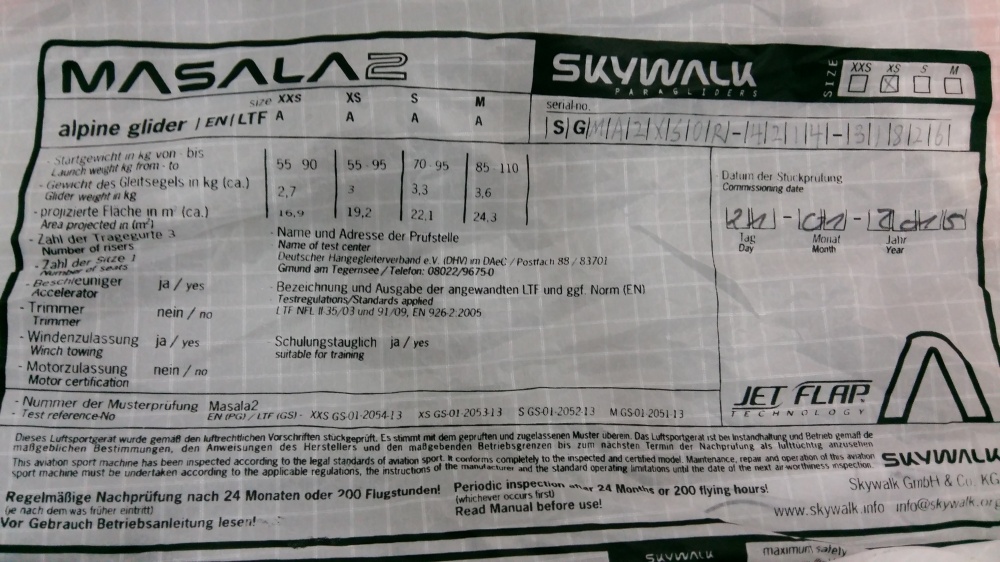 MASALA2
SKYWALK
PARAGLIDERS
SIZE XXS XS S M
alpine glider / EN / LTF
size XXS XS S M
A A A A
serial-no.
SG
- Startgewicht in kg von - bis
Launch weight kg from - to
55 - 90 55 - 95 70 - 95 85 - 110
- Gewicht des Gleitsegels in kg (ca.)
Glider weight in kg
2,7 3 3,3 3,6
- projizierte Fläche in m² (ca.)
Area projected in (m²)
16,9 19,2 22,1 24,3
- Zahl der Tragegurte 3
Number of risers
- Zahl der Sitze 1
Number of seats
- Beschleuniger ja / yes
Accelerator
- Trimmer nein / no
Trimmer
- Windenzulassung ja / yes
Winch towing
- Motorzulassung nein / no
Motor certification
- Name und Adresse der Prüfstelle
Name of test center
Deutscher Hängegleiterverband e.V. (DHV) im DAeC / Postfach 88 / 83701
Gmund am Tegernsee / Telefon: 08022/9675-0
- Bezeichnung und Ausgabe der angewandten LTF und ggf. Norm (EN)
Testregulations/Standards applied
LTF NFL II 35/03 und 91/09, EN 926-2:2005
Schulungstauglich ja / yes
suitable for training
Datum der Stückprüfung
Commissioning date
Tag Monat Jahr
Day Month Year
JET FLAP
TECHNOLOGY
- Nummer der Musterprüfung Masala2
- Test reference-No EN (PG) / LTF (GS) - XXS GS-01-2054-13 XS GS-01-2053-13 S GS-01-2052-13 M GS-01-2051-13
Dieses Luftsportgerät wurde gemäß den luftrechtlichen Vorschriften stückgeprüft. Es stimmt mit dem geprüften und zugelassenen Muster überein. Das Luftsportgerät ist bei Instandhaltung und Betrieb gemäß de
maßgeblichen Bestimmungen, den Anweisungen des Herstellers und den maßgebenden Betriebsgrenzen bis zum nächsten Termin der Nachprüfung als lufttüchtig anzusehen
This aviation sport machine has been inspected according to the legal standards of aviation sport. It conforms completely to the inspected and certified model. Maintenance, repair and operation of this aviation
sport machine must be undertaken according to the applicable regulations, the instructions of the manufacturer and the standard operating limitations until the date of the next air worthiness inspection.
SKYWALK
Skywalk GmbH & Co. KG
www.skywalk.info info@skywalk.org
Regelmäßige Nachprüfung nach 24 Monaten oder 200 Flugstunden!
(je nach dem was früher eintritt)
Vor Gebrauch Betriebsanleitung lesen!
Periodic inspection after 24 Months or 200 flying hours!
(whichever occurs first)
Read Manual before use!
SKYWALK
maximum safety